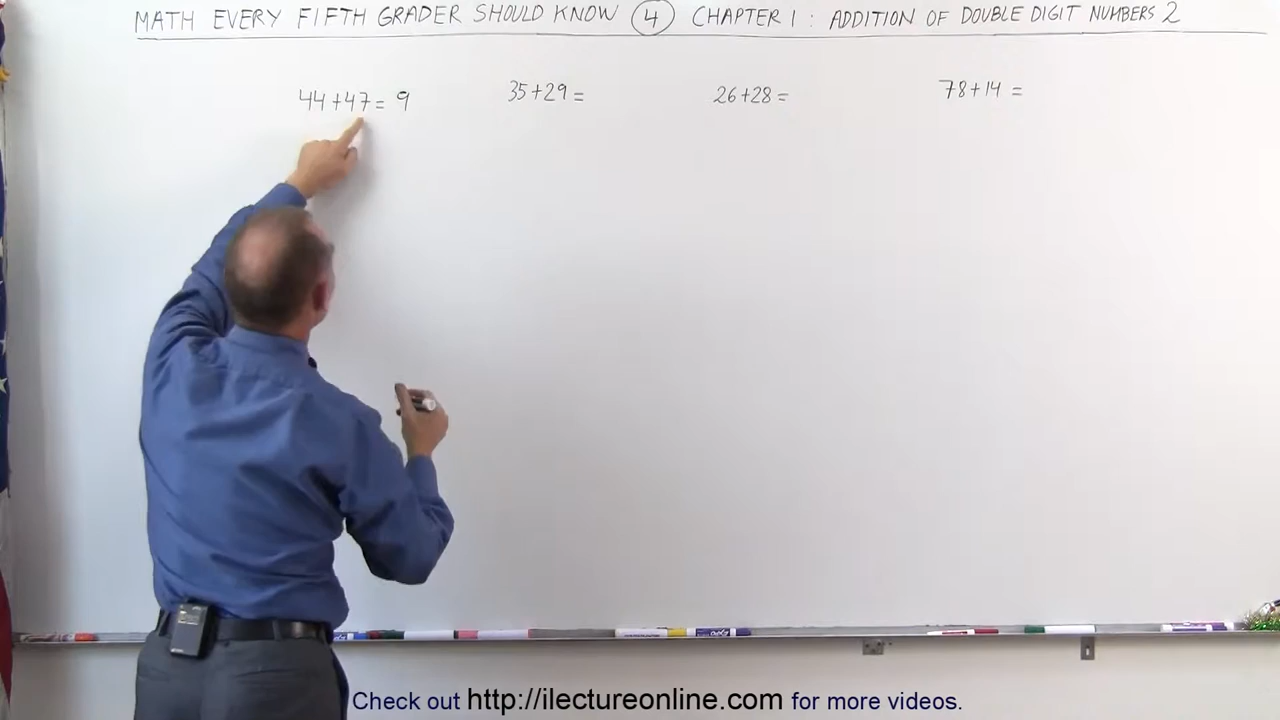 MATH EVERY FIFTH GRADER SHOULD KNOW 4 CHAPTER 1 : ADDITION OF DOUBLE DIGIT NUMBERS 2
44+47= 9 35+29= 26+28= 78+14 =
Check out http://ilectureonline.com for more videos.